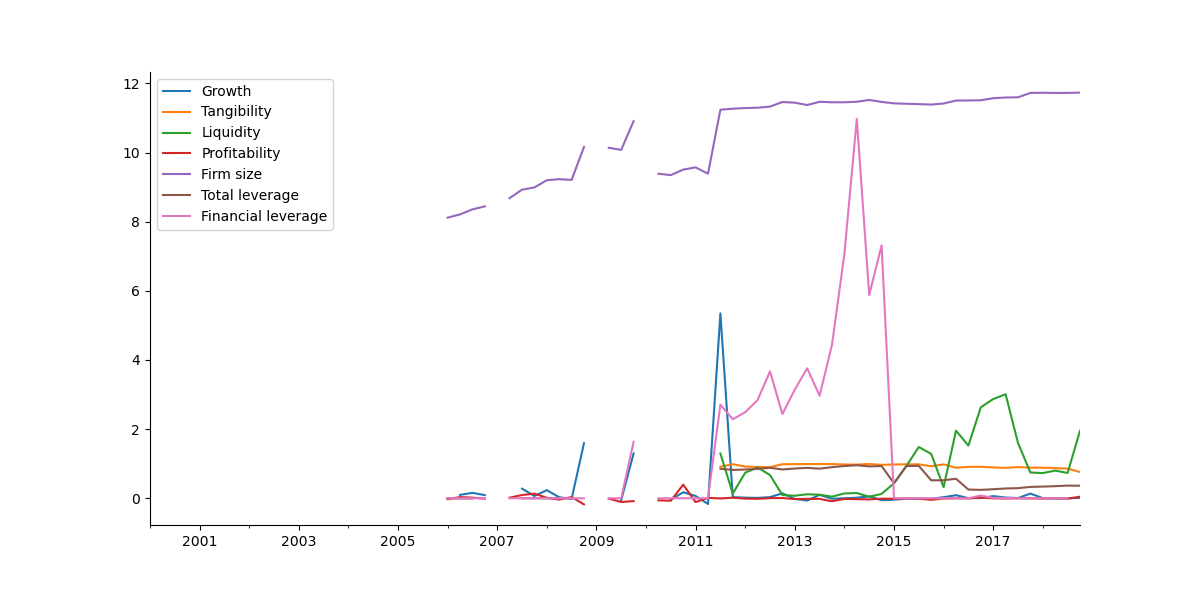 12
10
8
6
4
2
0
Growth
Tangibility
Liquidity
Profitability
Firm size
Total leverage
Financial leverage
2001 2003 2005 2007 2009 2011 2013 2015 2017